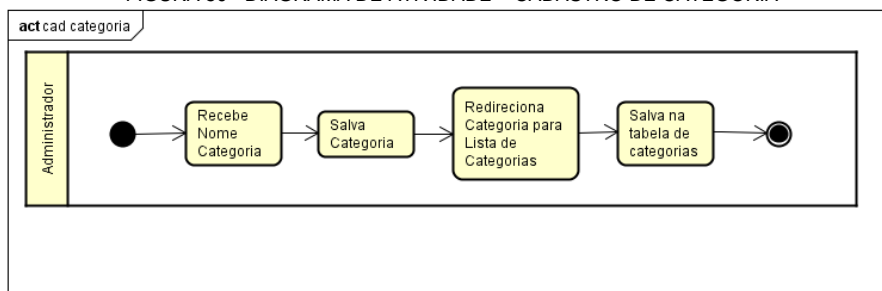 act cad categoria
Administrador
Recebe
Nome
Categoria
Salva
Categoria
Redireciona
Categoria para
Lista de
Categorias
Salva na
tabela de
categorias